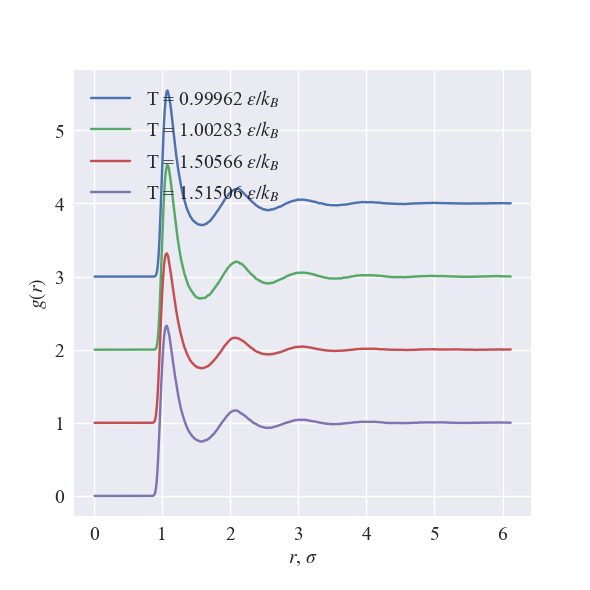 T = 0.99962 ε/k_B
T = 1.00283 ε/k_B
T = 1.50566 ε/k_B
T = 1.51506 ε/k_B
5
4
3
2
1
0
g(r)
0 1 2 3 4 5 6
r, σ